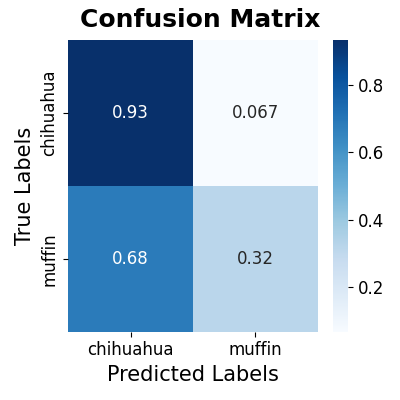 Confusion Matrix
True Labels
chihuahua
0.93
0.067
muffin
0.68
0.32
chihuahua
muffin
Predicted Labels
0.8
0.6
0.4
0.2